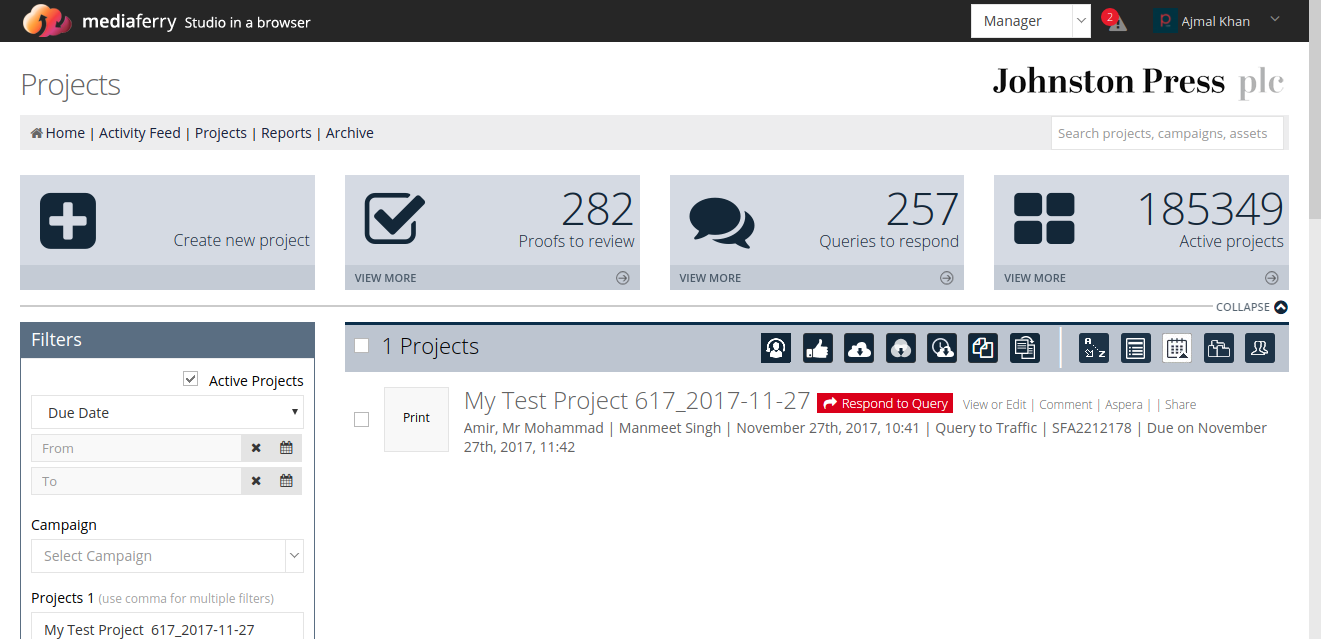 mediaferry Studio in a browser
Manager
2
Ajmal Khan
Projects
Johnston Press plc
Home | Activity Feed | Projects | Reports | Archive
Search projects, campaigns, assets
Create new project
282
Proofs to review
VIEW MORE
257
Queries to respond
VIEW MORE
185349
Active projects
VIEW MORE
COLLAPSE
Filters
Active Projects
Due Date
From
To
Campaign
Select Campaign
Projects 1 (use comma for multiple filters)
My Test Project 617_2017-11-27
1 Projects
A
Z
Print
My Test Project 617_2017-11-27 Respond to Query View or Edit | Comment | Aspera | | Share
Amir, Mr Mohammad | Manmeet Singh | November 27th, 2017, 10:41 | Query to Traffic | SFA2212178 | Due on November
27th, 2017, 11:42